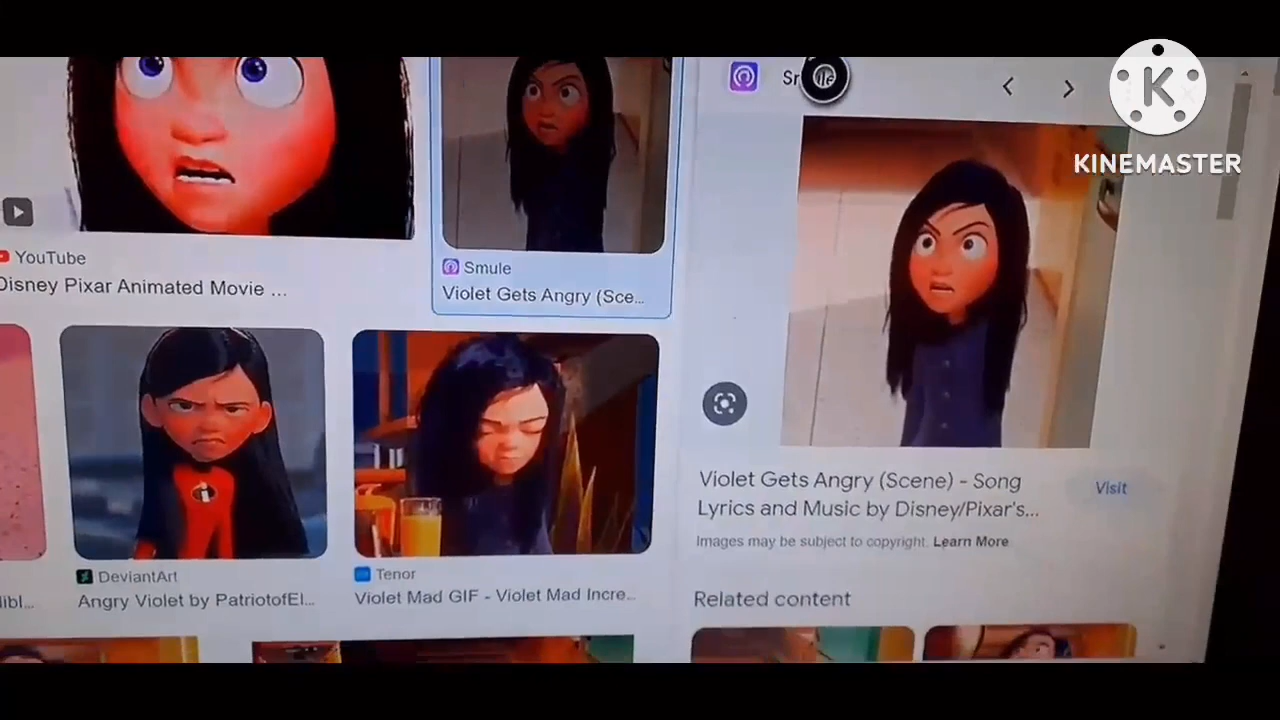 Sm
KINEMASTER
YouTube
Disney Pixar Animated Movie ...
Smule
Violet Gets Angry (Sce...
Violet Gets Angry (Scene) - Song
Lyrics and Music by Disney/Pixar's...
Visit
Images may be subject to copyright. Learn More
DeviantArt
Angry Violet by PatriotofEl...
Tenor
Violet Mad GIF - Violet Mad Incre...
Related content